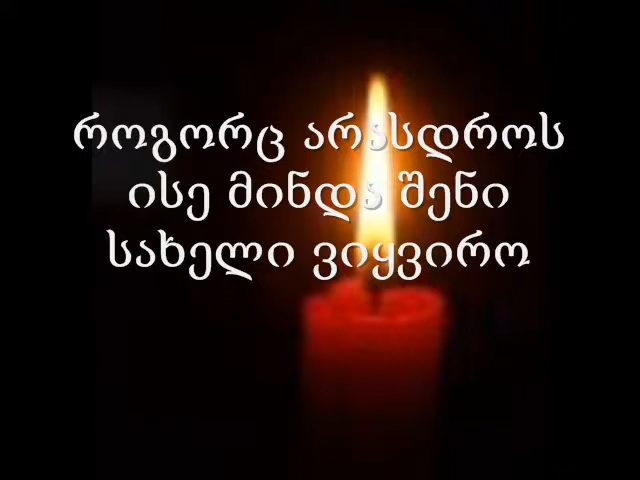 როგორც არასდროს
ისე მინდა შენი
სახელი ვიყვირო